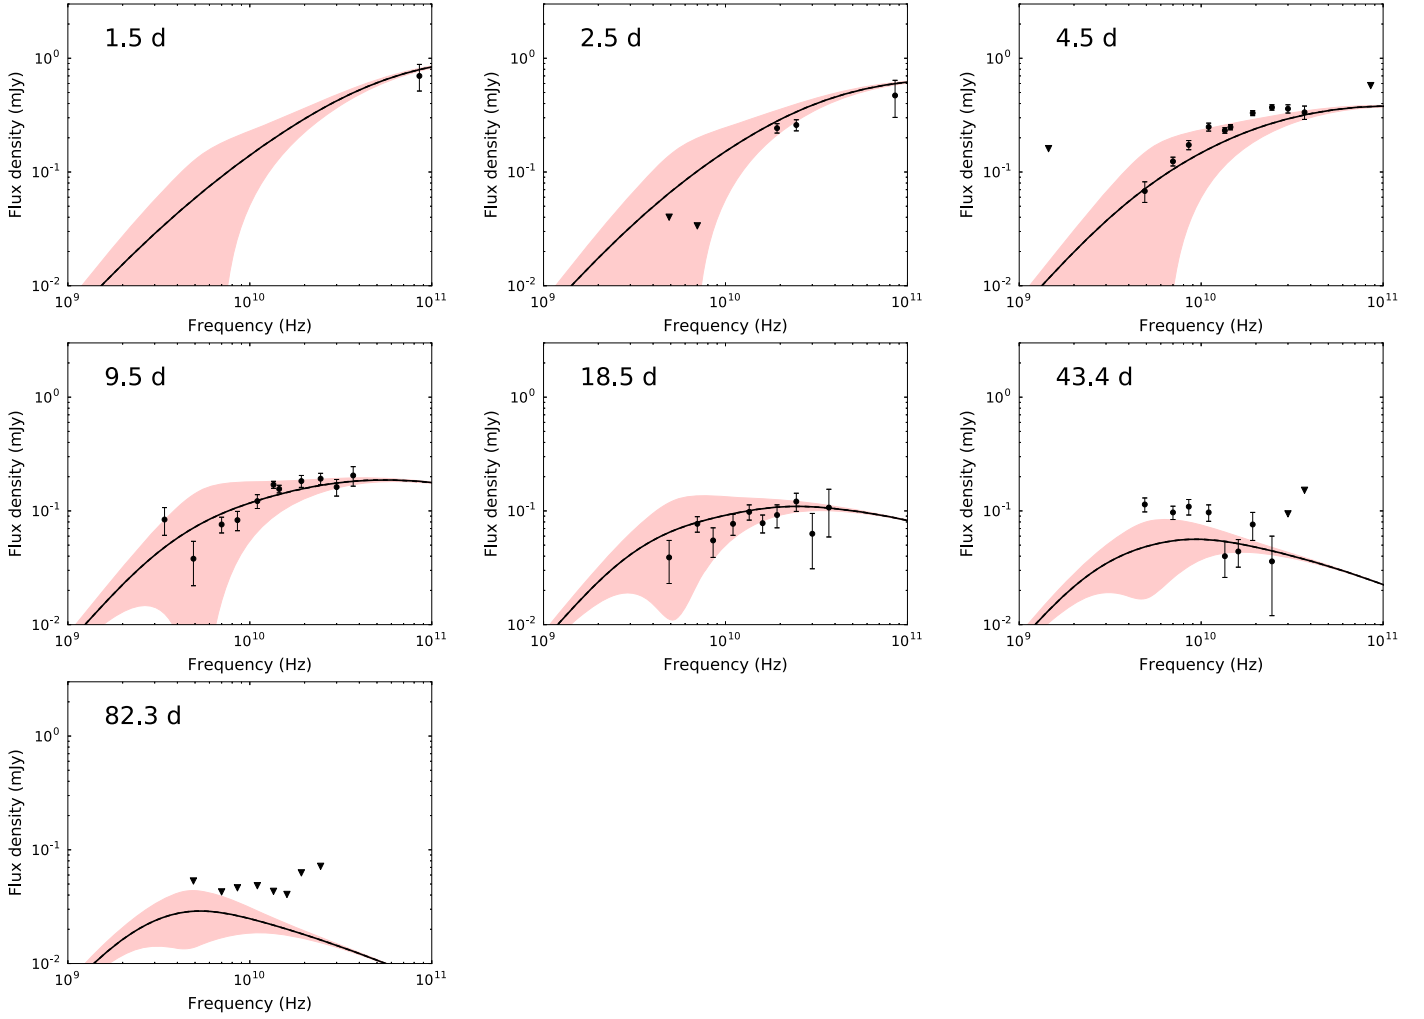 1.5 d
10^0
10^-1
10^-2
Flux density (mJy)
10^9 10^10 10^11
Frequency (Hz)
2.5 d
10^0
10^-1
10^-2
Flux density (mJy)
10^9 10^10 10^11
Frequency (Hz)
4.5 d
10^0
10^-1
10^-2
Flux density (mJy)
10^9 10^10 10^11
Frequency (Hz)
9.5 d
10^0
10^-1
10^-2
Flux density (mJy)
10^9 10^10 10^11
Frequency (Hz)
18.5 d
10^0
10^-1
10^-2
Flux density (mJy)
10^9 10^10 10^11
Frequency (Hz)
43.4 d
10^0
10^-1
10^-2
Flux density (mJy)
10^9 10^10 10^11
Frequency (Hz)
82.3 d
10^0
10^-1
10^-2
Flux density (mJy)
10^9 10^10 10^11
Frequency (Hz)